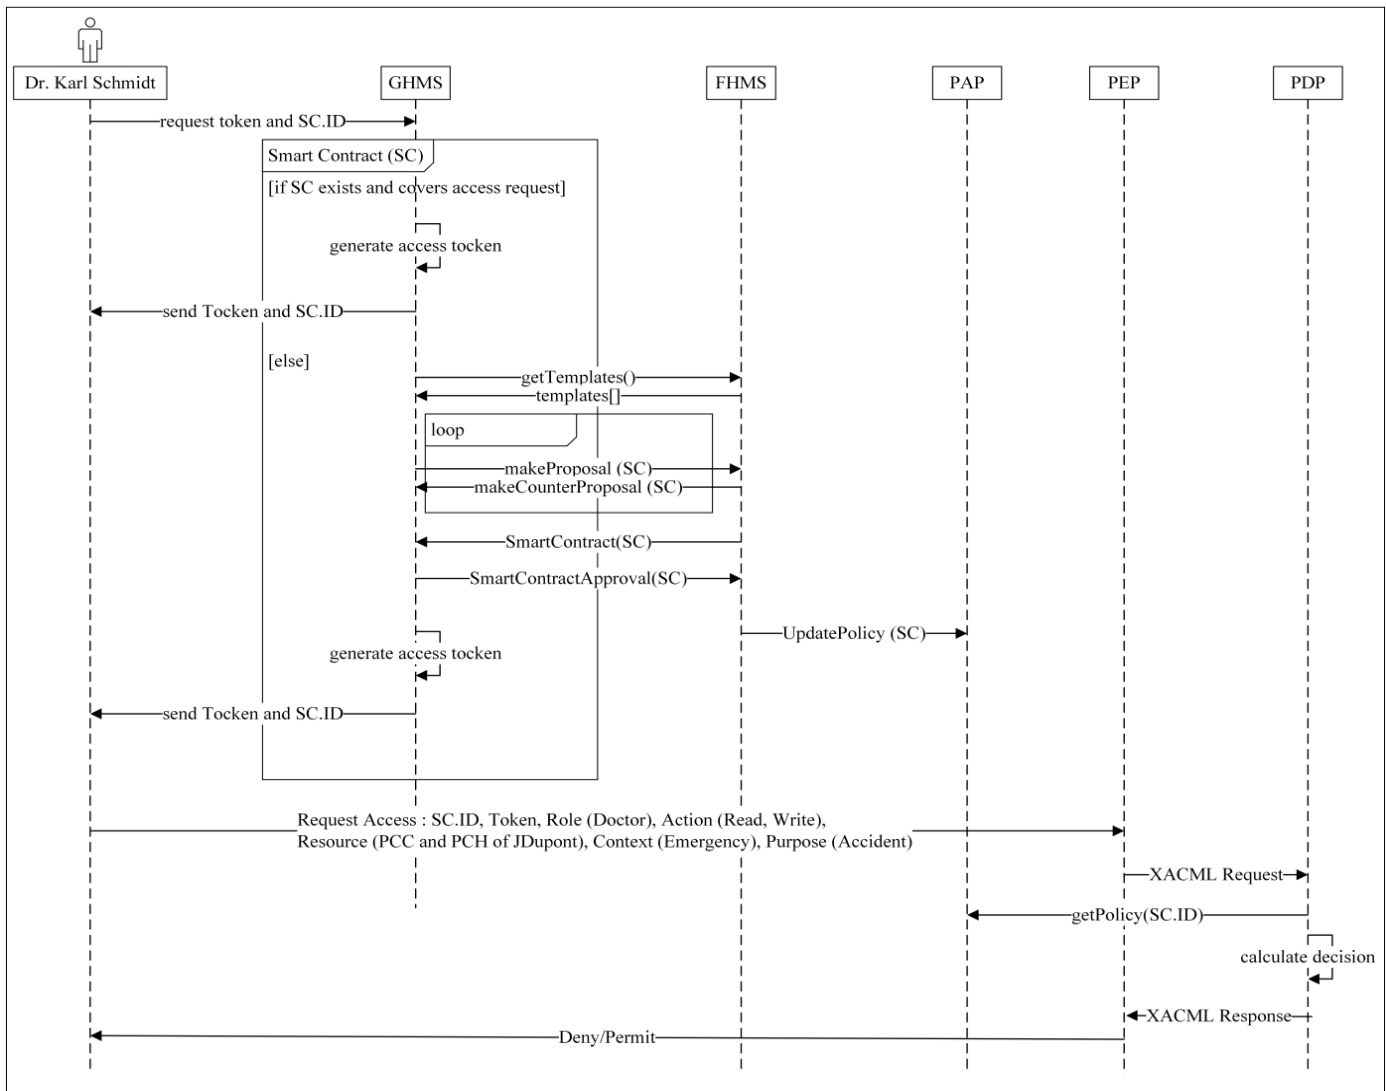 Dr. Karl Schmidt
GHMS
FHMS
PAP
PEP
PDP
request token and SC.ID
Smart Contract (SC)
[if SC exists and covers access request]
generate access tocken
send Tocken and SC.ID
[else]
getTemplates()
templates[]
loop
makeProposal (SC)
makeCounterProposal (SC)
SmartContract(SC)
SmartContractApproval(SC)
UpdatePolicy (SC)
generate access tocken
send Tocken and SC.ID
Request Access : SC.ID, Token, Role (Doctor), Action (Read, Write),
Resource (PCC and PCH of JDupont), Context (Emergency), Purpose (Accident)
XACML Request
getPolicy(SC.ID)
calculate decision
XACML Response
Deny/Permit